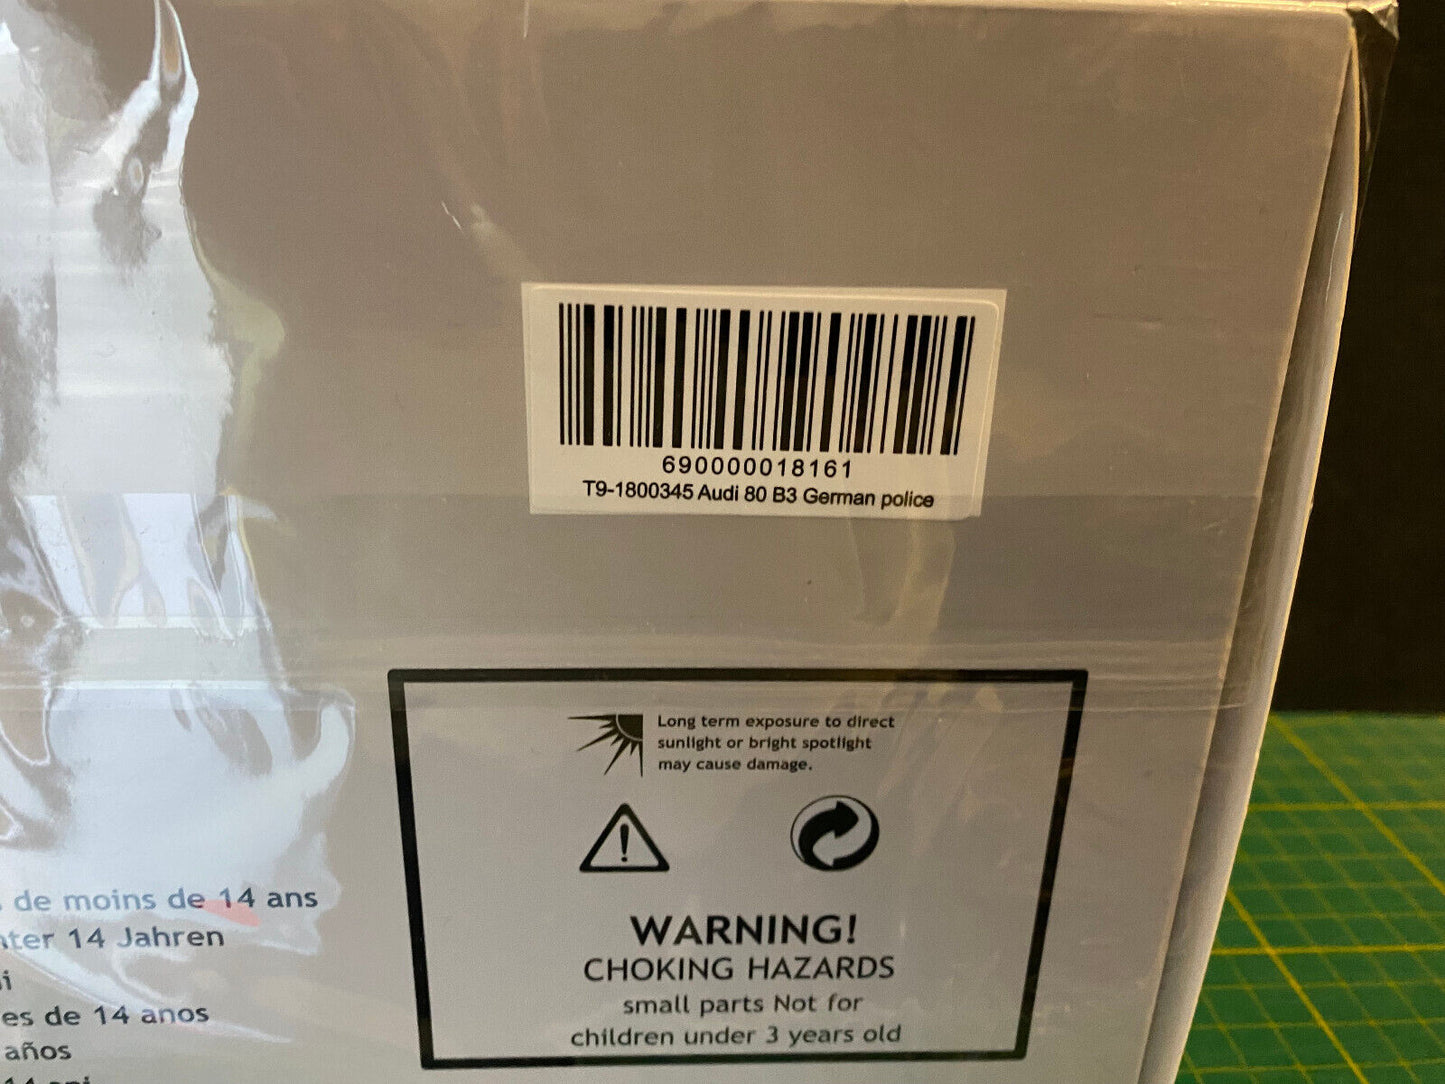 690000018161
T9-1800345 Audi 80 B3 German police
Long term exposure to direct
sunlight or bright spotlight
may cause damage.
WARNING!
CHOKING HAZARDS
small parts Not for
children under 3 years old
de moins de 14 ans
14 Jahren
de 14 anos
años